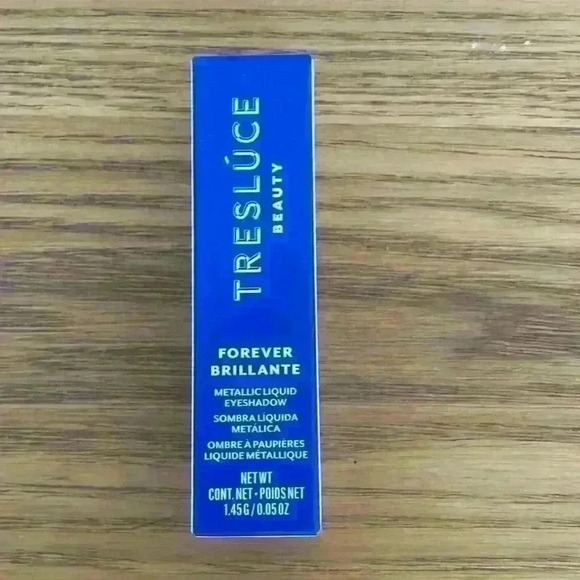 TRESLÚCE
BEAUTY
FOREVER
BRILLANTE
METALLIC LIQUID
EYESHADOW
SOMBRA LÍQUIDA
METÁLICA
OMBRE À PAUPIÈRES
LIQUIDE MÉTALLIQUE
NET WT
CONT. NET • POIDS NET
1.45G / 0.05 OZ